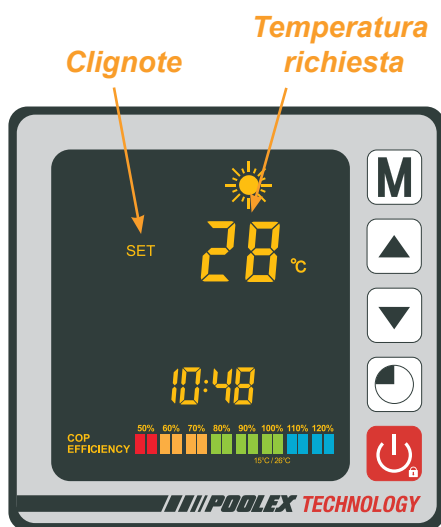 Temperatura
Clignote
richiesta
M
SET
28 °C
10:48
50% 60% 70% 80% 90% 100% 110% 120%
COP
EFFICIENCY
15°C / 26°C
POOLEX TECHNOLOGY